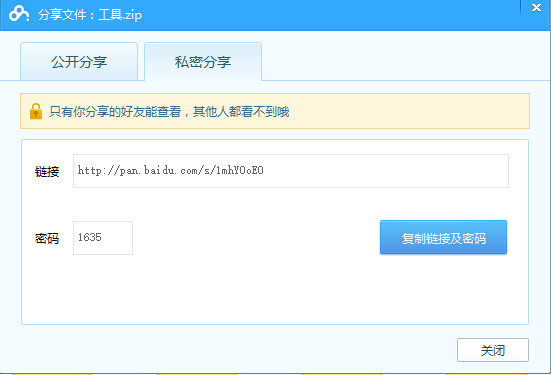 分享文件：工具.zip
公开分享
私密分享
只有你分享的好友能查看，其他人都看不到哦
链接
http://pan.baidu.com/s/1mhYOoEO
密码
1635
复制链接及密码
关闭